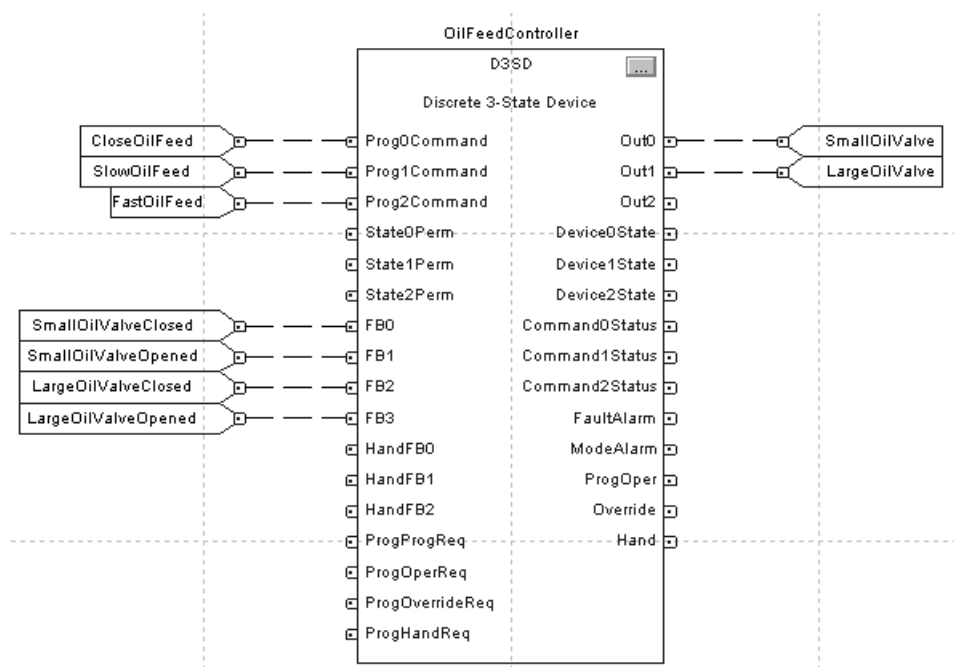 OilFeedController
D3SD
...
Discrete 3-State Device
CloseOilFeed Prog0Command Out0 SmallOilValve
SlowOilFeed Prog1Command Out1 LargeOilValve
FastOilFeed Prog2Command Out2
State0Perm Device0State
State1Perm Device1State
State2Perm Device2State
SmallOilValveClosed FB0 Command0Status
SmallOilValveOpened FB1 Command1Status
LargeOilValveClosed FB2 Command2Status
LargeOilValveOpened FB3 FaultAlarm
HandFB0 ModeAlarm
HandFB1 ProgOper
HandFB2 Override
ProgProgReq Hand
ProgOperReq
ProgOverrideReq
ProgHandReq